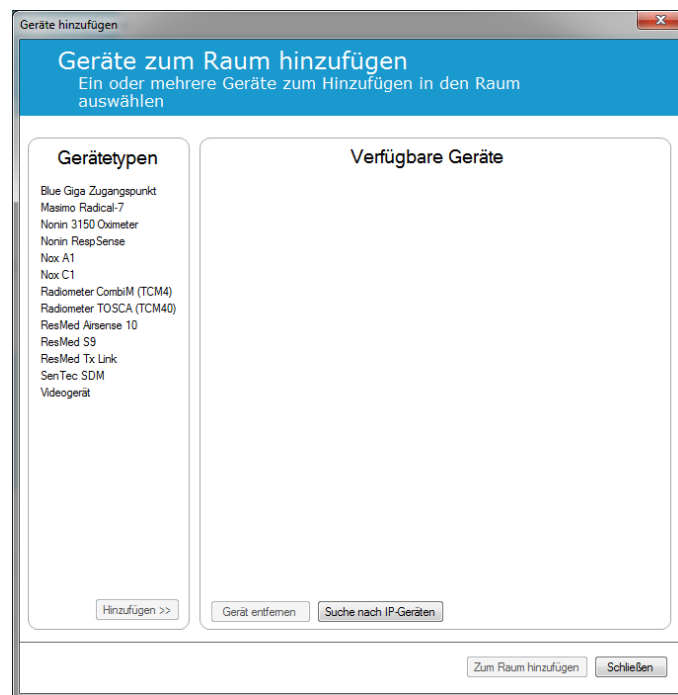 Geräte hinzufügen
Geräte zum Raum hinzufügen
Ein oder mehrere Geräte zum Hinzufügen in den Raum
auswählen
Gerätetypen
Blue Giga Zugangspunkt
Masimo Radical-7
Nonin 3150 Oximeter
Nonin RespSense
Nox A1
Nox C1
Radiometer CombiM (TCM4)
Radiometer TOSCA (TCM40)
ResMed Airsense 10
ResMed S9
ResMed Tx Link
SenTec SDM
Videogerät
Hinzufügen >>
Verfügbare Geräte
Gerät entfernen
Suche nach IP-Geräten
Zum Raum hinzufügen
Schließen